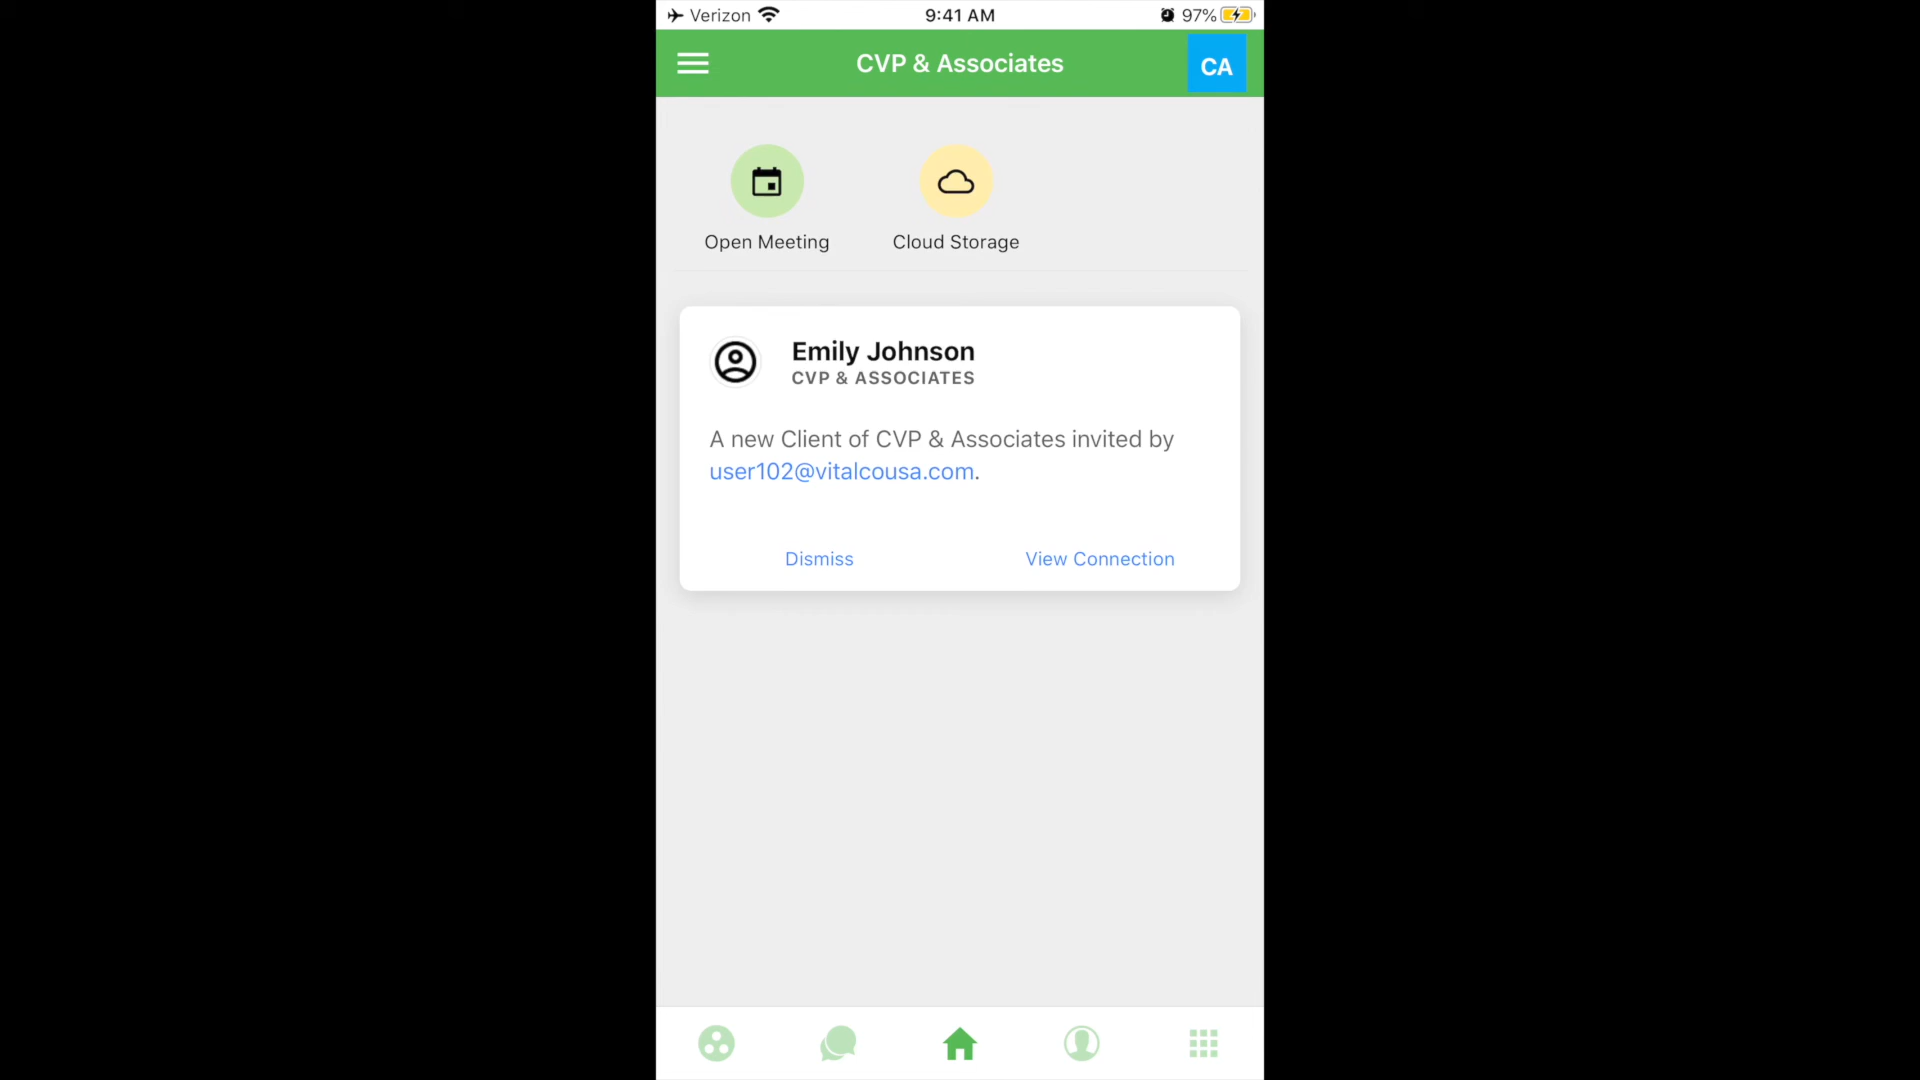 Verizon 9:41 AM 97%
CVP & Associates CA
Open Meeting Cloud Storage
Emily Johnson
CVP & ASSOCIATES
A new Client of CVP & Associates invited by
user102@vitalcousa.com.
Dismiss View Connection